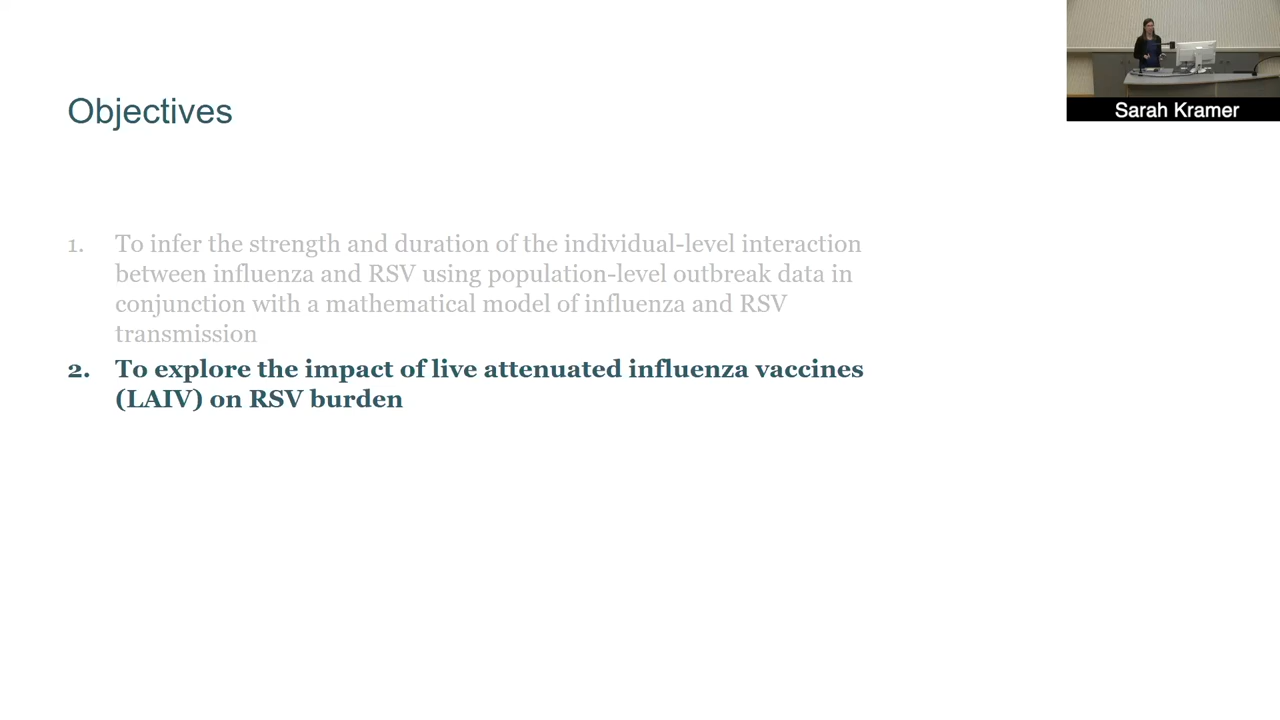 Objectives
Sarah Kramer
1. To infer the strength and duration of the individual-level interaction
between influenza and RSV using population-level outbreak data in
conjunction with a mathematical model of influenza and RSV
transmission
2. To explore the impact of live attenuated influenza vaccines
(LAIV) on RSV burden